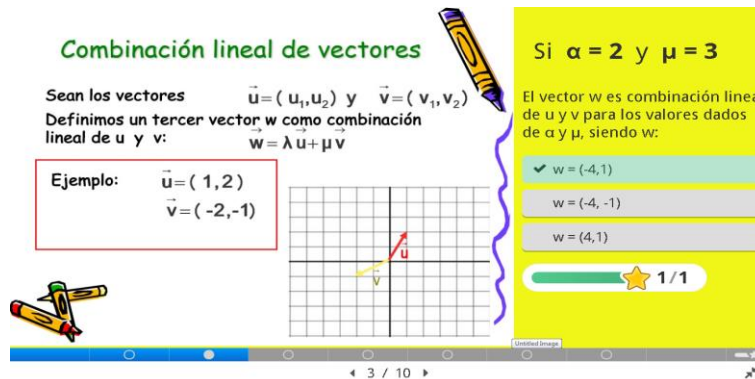 Combinación lineal de vectores
Sean los vectores u=( u1,u2) y v=( v1,v2)
Definimos un tercer vector w como combinación
lineal de u y v:
w= λu+μv
Ejemplo: u=( 1,2 )
v=( -2,-1)
u
v
Si α = 2 y μ = 3
El vector w es combinación linea
de u y v para los valores dados
de α y μ, siendo w:
✔ w = (-4,1)
w = (-4, -1)
w = (4,1)
1/1
Untitled Image
3 / 10